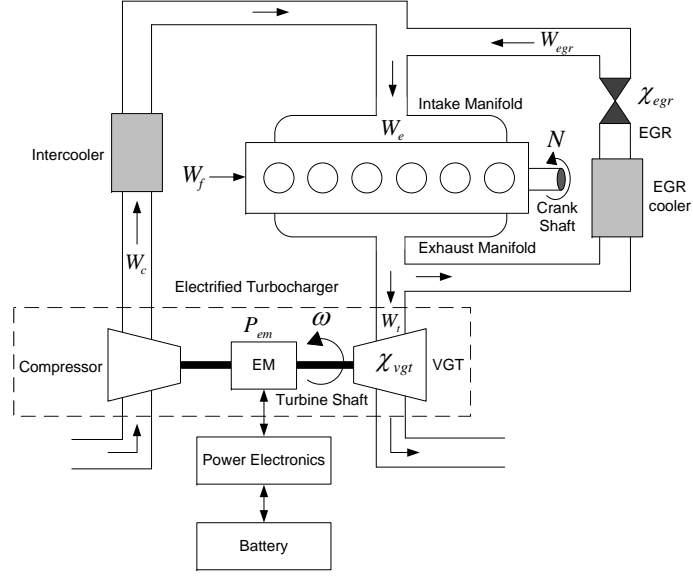 W_egr
χ_egr
Intake Manifold
EGR
W_e
N
Intercooler
W_f
EGR
cooler
Crank
Shaft
Exhaust Manifold
W_c
Electrified Turbocharger
P_em
ω
W_t
Compressor
EM
χ_vgt
VGT
Turbine Shaft
Power Electronics
Battery